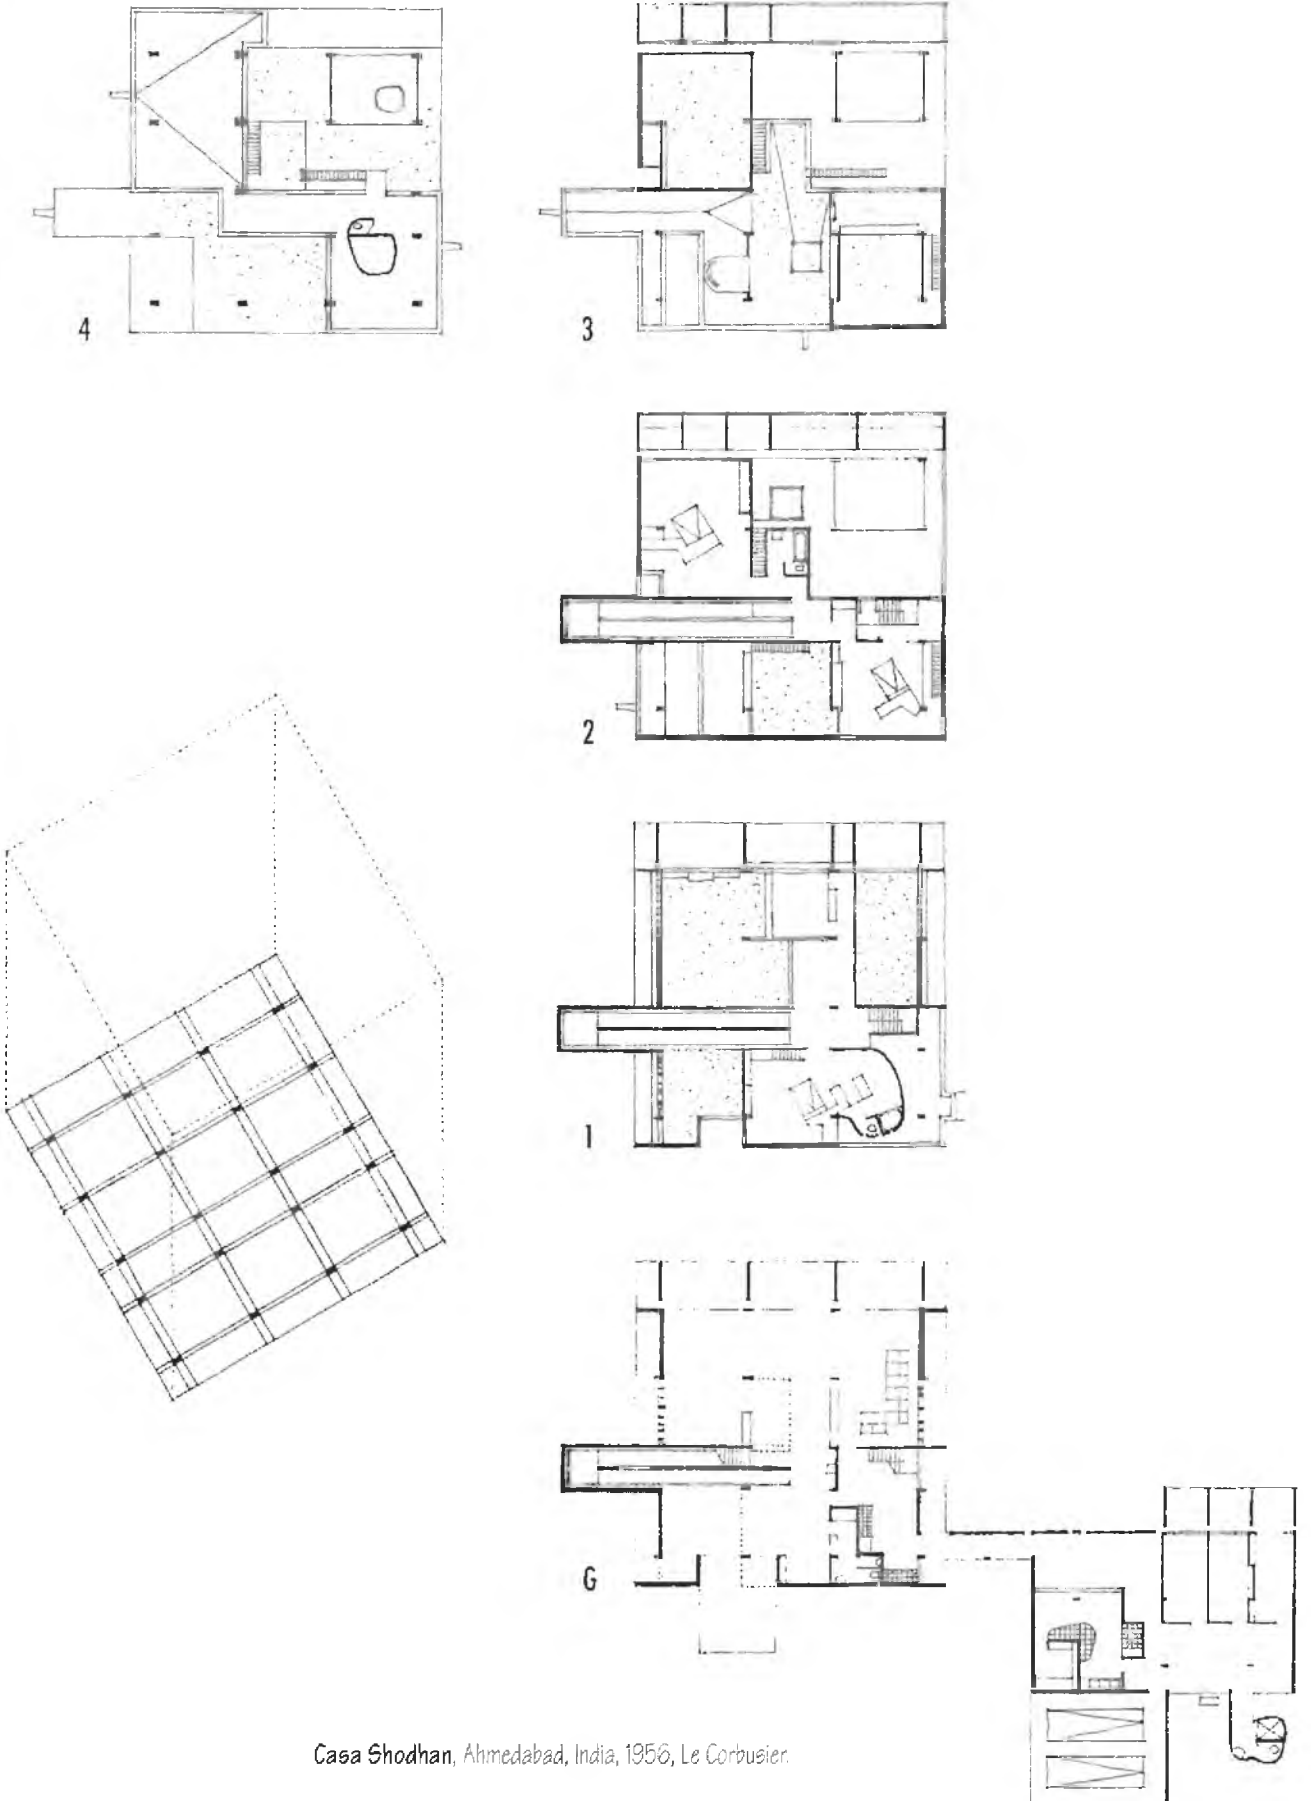 4
3
2
1
G
Casa Shodhan, Ahmedabad, India, 1956, Le Corbusier.